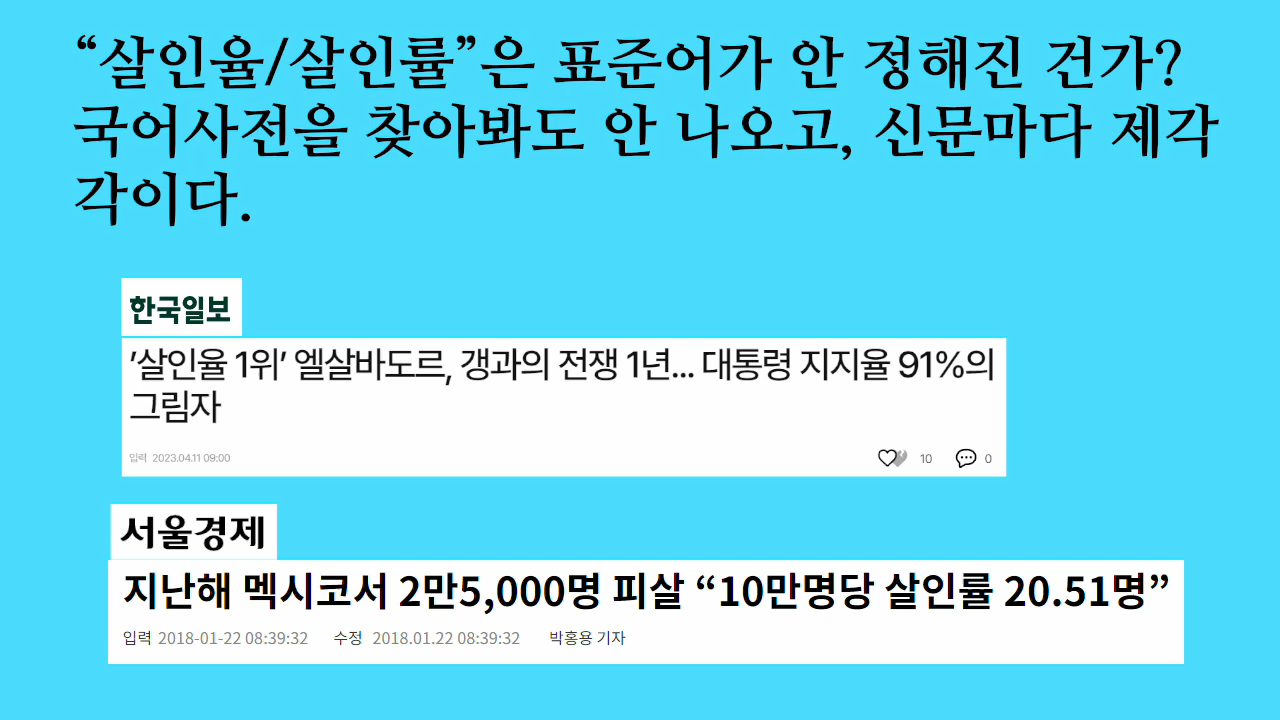 “살인율/살인률”은 표준어가 안 정해진 건가?
국어사전을 찾아봐도 안 나오고, 신문마다 제각
각이다.
한국일보
'살인율 1위' 엘살바도르, 갱과의 전쟁 1년... 대통령 지지율 91%의
그림자
입력 2023.04.11 09:00 10 0
서울경제
지난해 멕시코서 2만5,000명 피살 “10만명당 살인률 20.51명”
입력 2018-01-22 08:39:32 수정 2018.01.22 08:39:32 박홍용 기자